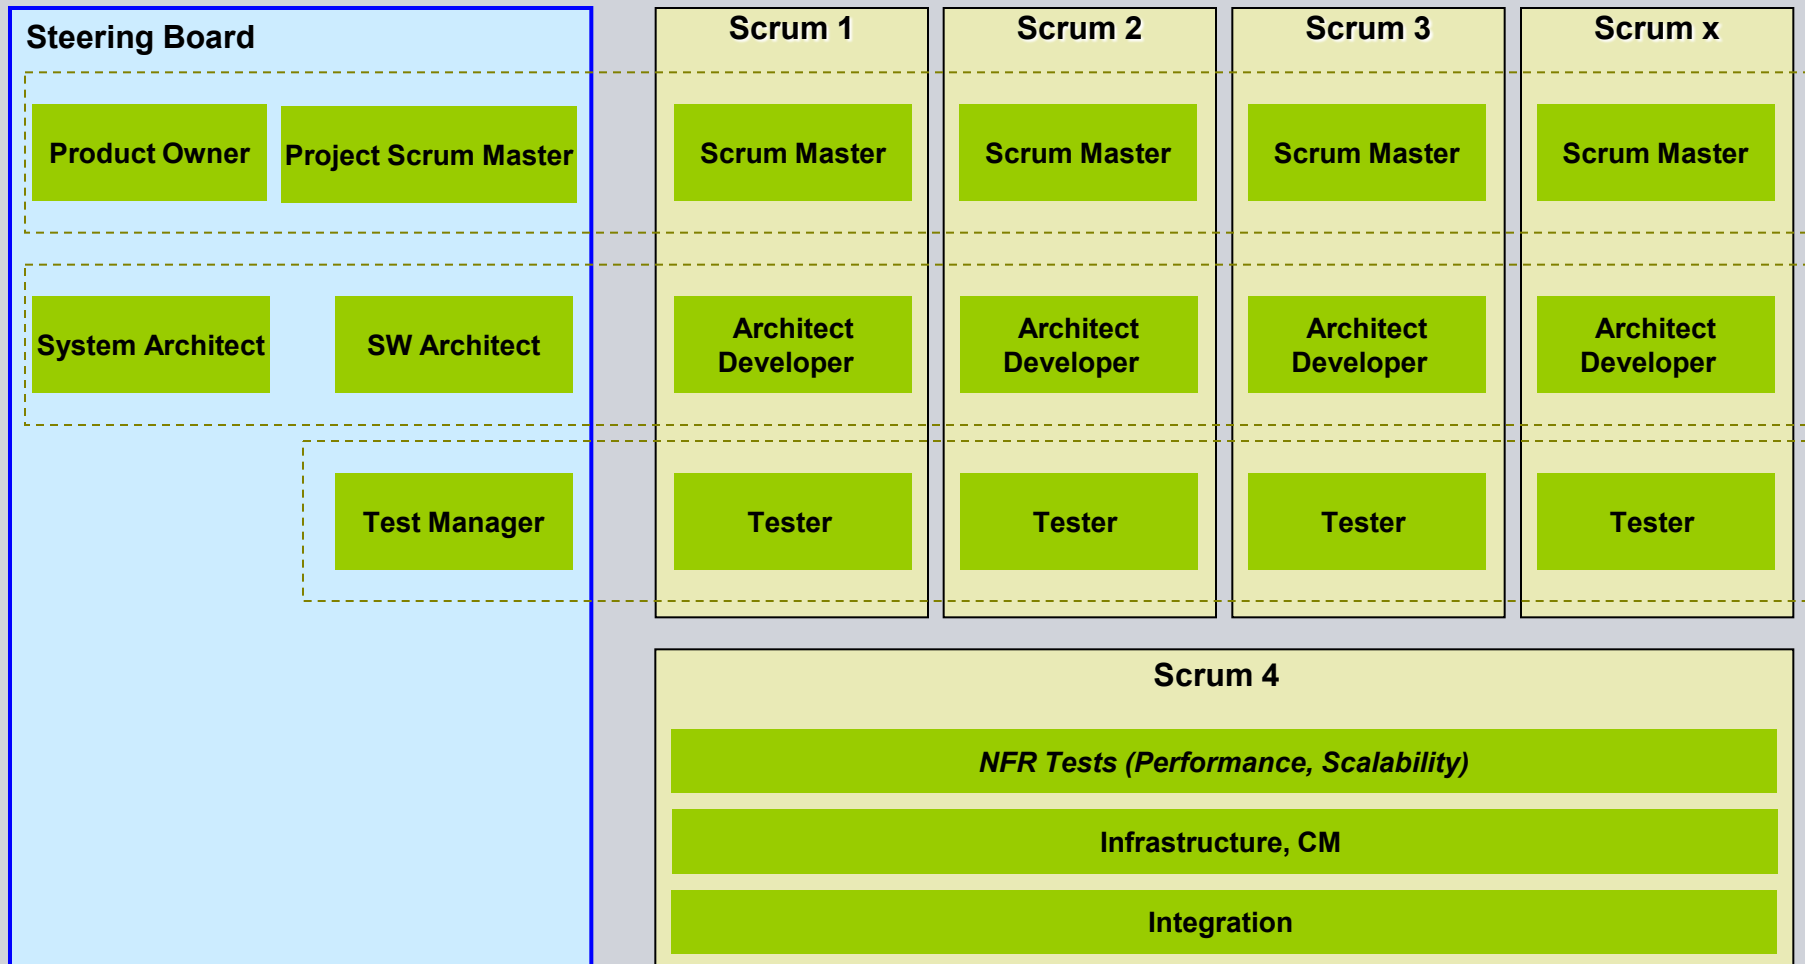 Steering Board
Scrum 1
Scrum 2
Scrum 3
Scrum x
Product Owner
Project Scrum Master
Scrum Master
Scrum Master
Scrum Master
Scrum Master
System Architect
SW Architect
Architect
Developer
Architect
Developer
Architect
Developer
Architect
Developer
Test Manager
Tester
Tester
Tester
Tester
Scrum 4
NFR Tests (Performance, Scalability)
Infrastructure, CM
Integration